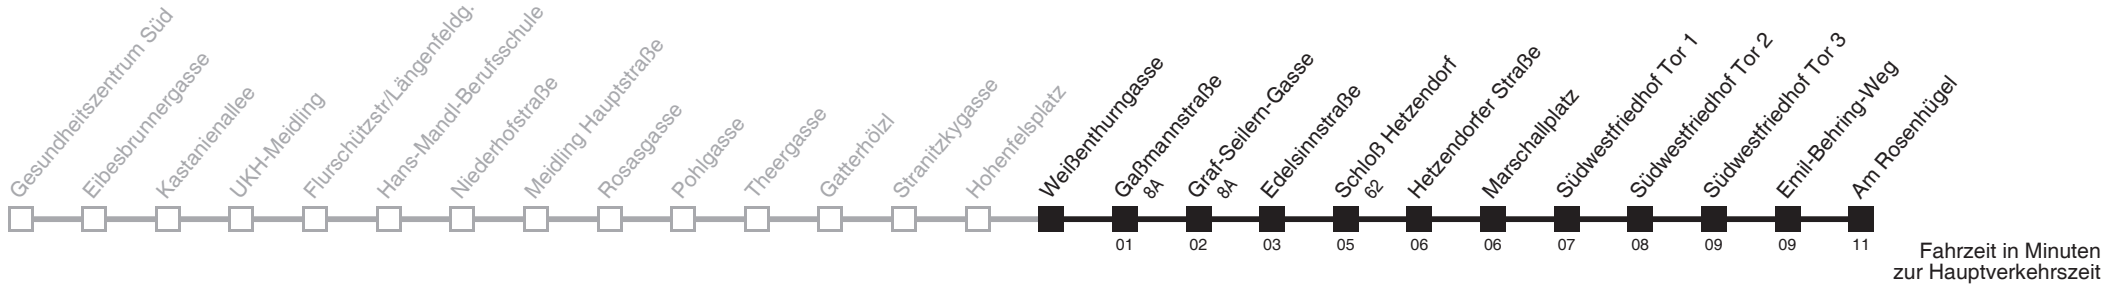 Gesundheitszentrum Süd
Eibesbrunnergasse
Kastanienallee
UKH-Meidling
Flurschützstr/Längenfeldg.
Hans-Mandl-Berufsschule
Niederhofstraße
Meidling Hauptstraße
Rosasgasse
Pohlgasse
Theergasse
Gatterhölzl
Stranitzkygasse
Hohenfelsplatz
Weißenthurngasse
Gaßmannstraße
8A
Graf-Seilern-Gasse
8A
Edelsinnstraße
Schloß Hetzendorf
62
Hetzendorfer Straße
Marschallplatz
Südwestfriedhof Tor 1
Südwestfriedhof Tor 2
Südwestfriedhof Tor 3
Emil-Behring-Weg
Am Rosenhügel
01 02 03 05 06 06 07 08 09 09 11
Fahrzeit in Minuten
zur Hauptverkehrszeit